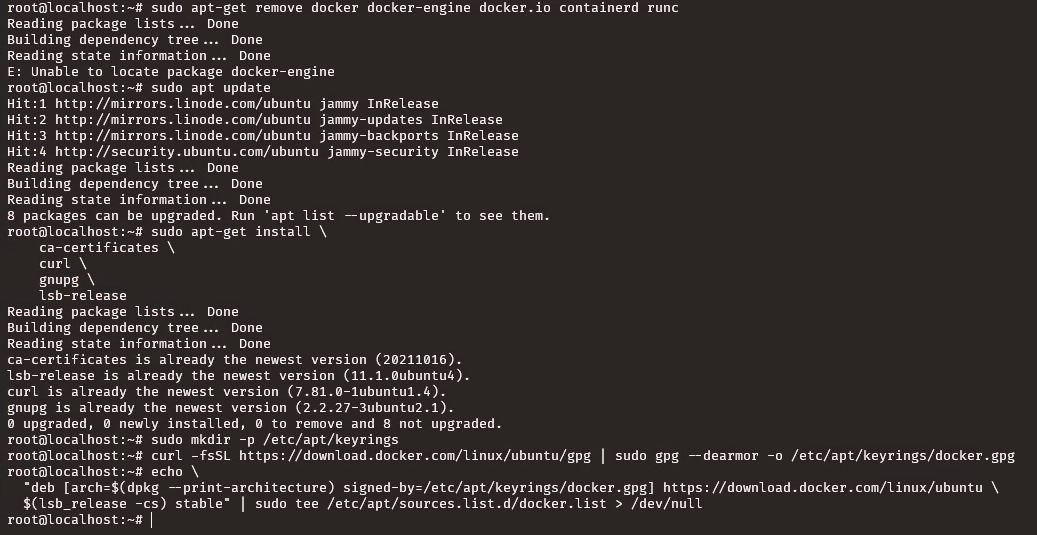 root@localhost:~# sudo apt-get remove docker docker-engine docker.io containerd runc
Reading package lists... Done
Building dependency tree... Done
Reading state information... Done
E: Unable to locate package docker-engine
root@localhost:~# sudo apt update
Hit:1 http://mirrors.linode.com/ubuntu jammy InRelease
Hit:2 http://mirrors.linode.com/ubuntu jammy-updates InRelease
Hit:3 http://mirrors.linode.com/ubuntu jammy-backports InRelease
Hit:4 http://security.ubuntu.com/ubuntu jammy-security InRelease
Reading package lists... Done
Building dependency tree... Done
Reading state information... Done
8 packages can be upgraded. Run 'apt list --upgradable' to see them.
root@localhost:~# sudo apt-get install \
    ca-certificates \
    curl \
    gnupg \
    lsb-release
Reading package lists... Done
Building dependency tree... Done
Reading state information... Done
ca-certificates is already the newest version (20211016).
lsb-release is already the newest version (11.1.0ubuntu4).
curl is already the newest version (7.81.0-1ubuntu1.4).
gnupg is already the newest version (2.2.27-3ubuntu2.1).
0 upgraded, 0 newly installed, 0 to remove and 8 not upgraded.
root@localhost:~# sudo mkdir -p /etc/apt/keyrings
root@localhost:~# curl -fsSL https://download.docker.com/linux/ubuntu/gpg | sudo gpg --dearmor -o /etc/apt/keyrings/docker.gpg
root@localhost:~# echo \
  "deb [arch=$(dpkg --print-architecture) signed-by=/etc/apt/keyrings/docker.gpg] https://download.docker.com/linux/ubuntu \
  $(lsb_release -cs) stable" | sudo tee /etc/apt/sources.list.d/docker.list > /dev/null
root@localhost:~#